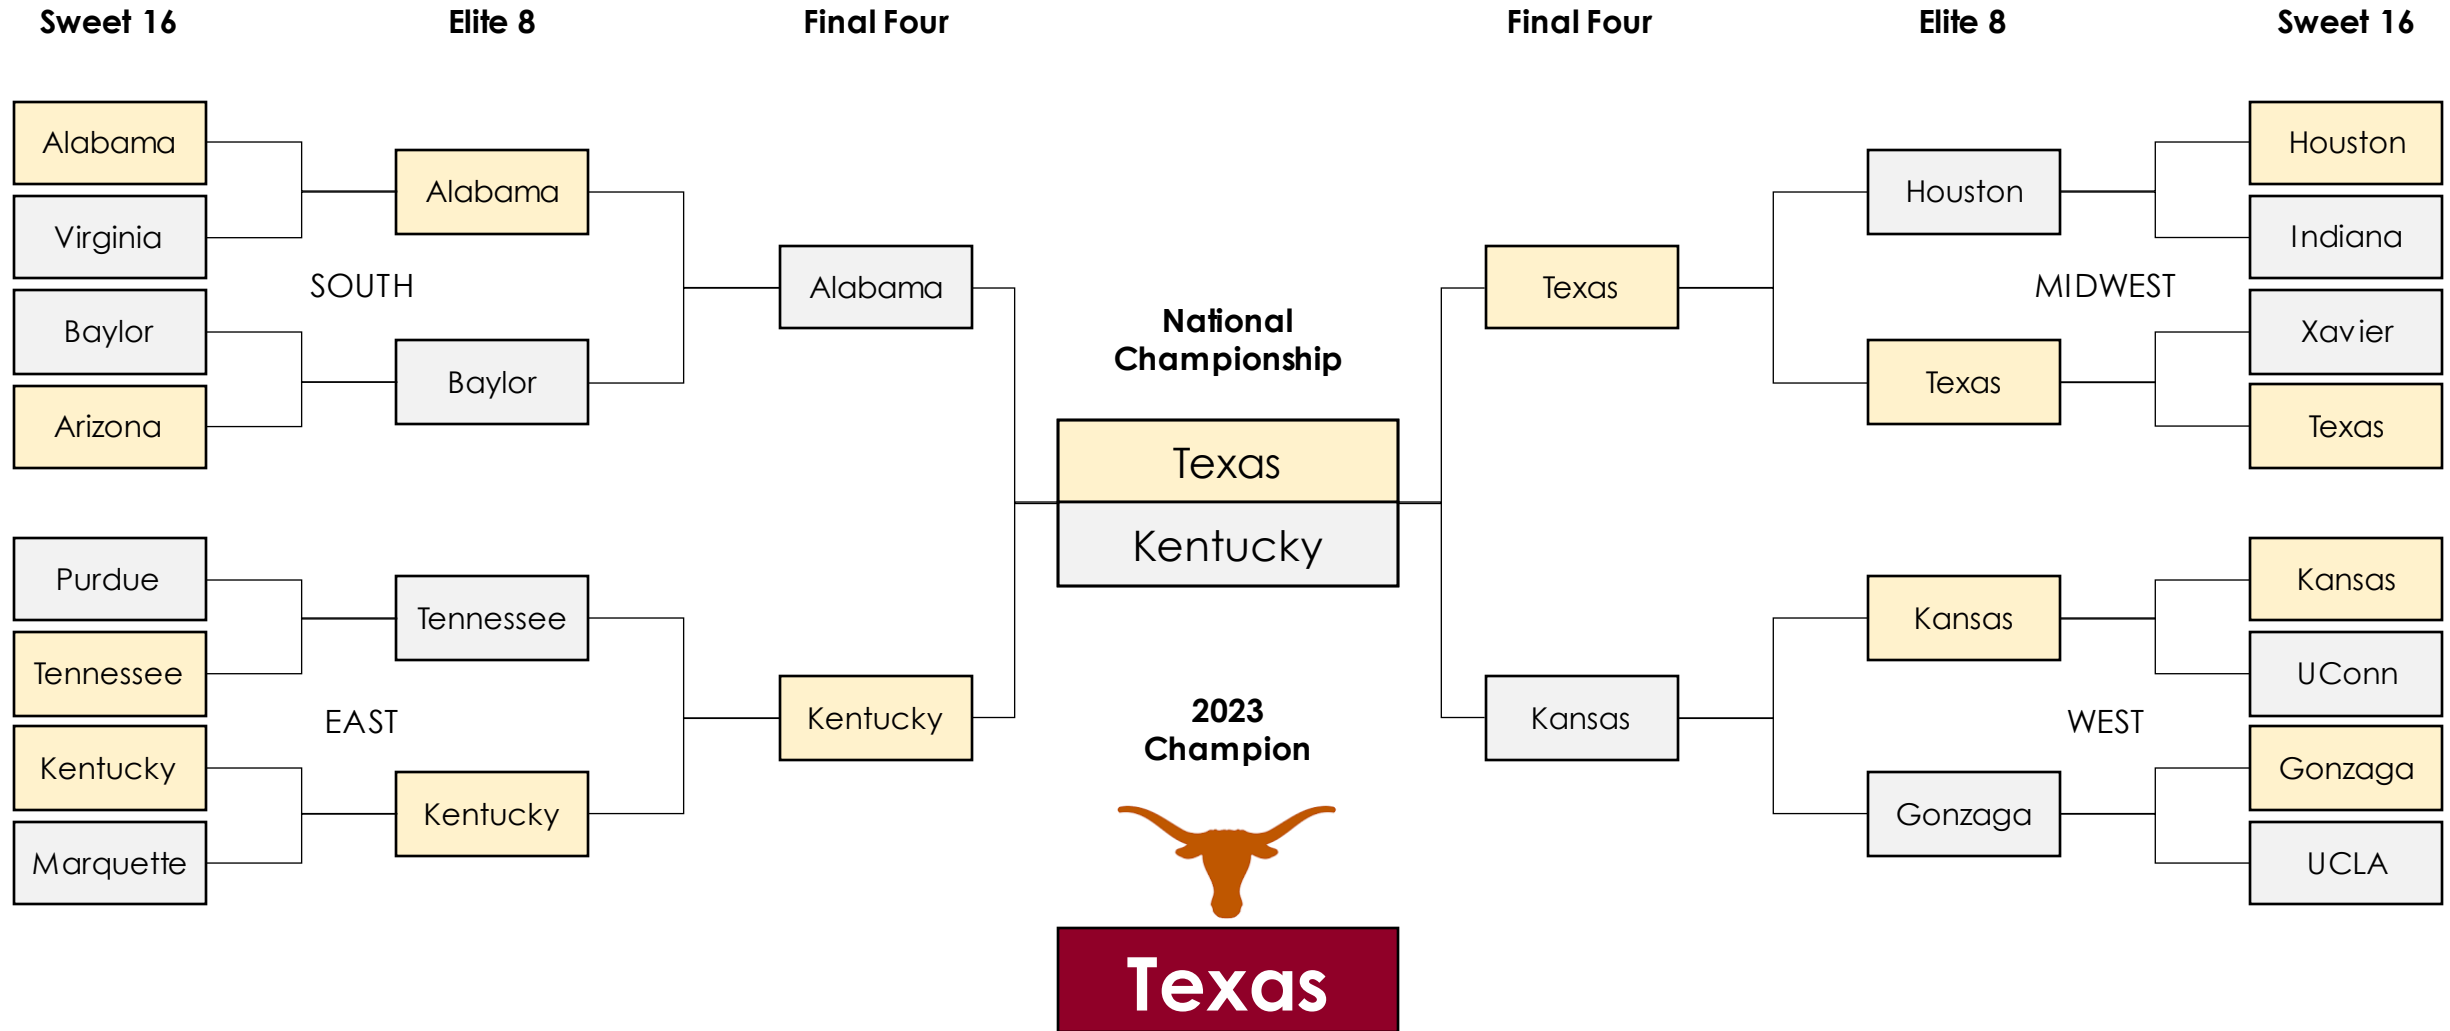 Sweet 16
Elite 8
Final Four
Final Four
Elite 8
Sweet 16
Alabama
Virginia
Baylor
Arizona
SOUTH
Alabama
Baylor
Alabama
Purdue
Tennessee
Kentucky
Marquette
EAST
Tennessee
Kentucky
Kentucky
National
Championship
Texas
Kentucky
2023
Champion
Texas
Texas
Houston
Texas
MIDWEST
Houston
Indiana
Xavier
Texas
Kansas
Kansas
Gonzaga
WEST
Kansas
UConn
Gonzaga
UCLA